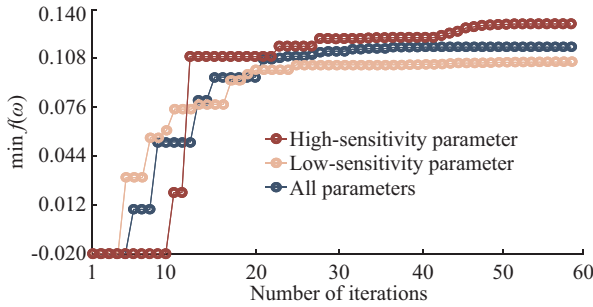 0.140
0.108
0.076
0.044
0.012
-0.020
min f(ω)
High-sensitivity parameter
Low-sensitivity parameter
All parameters
1 10 20 30 40 50 60
Number of iterations